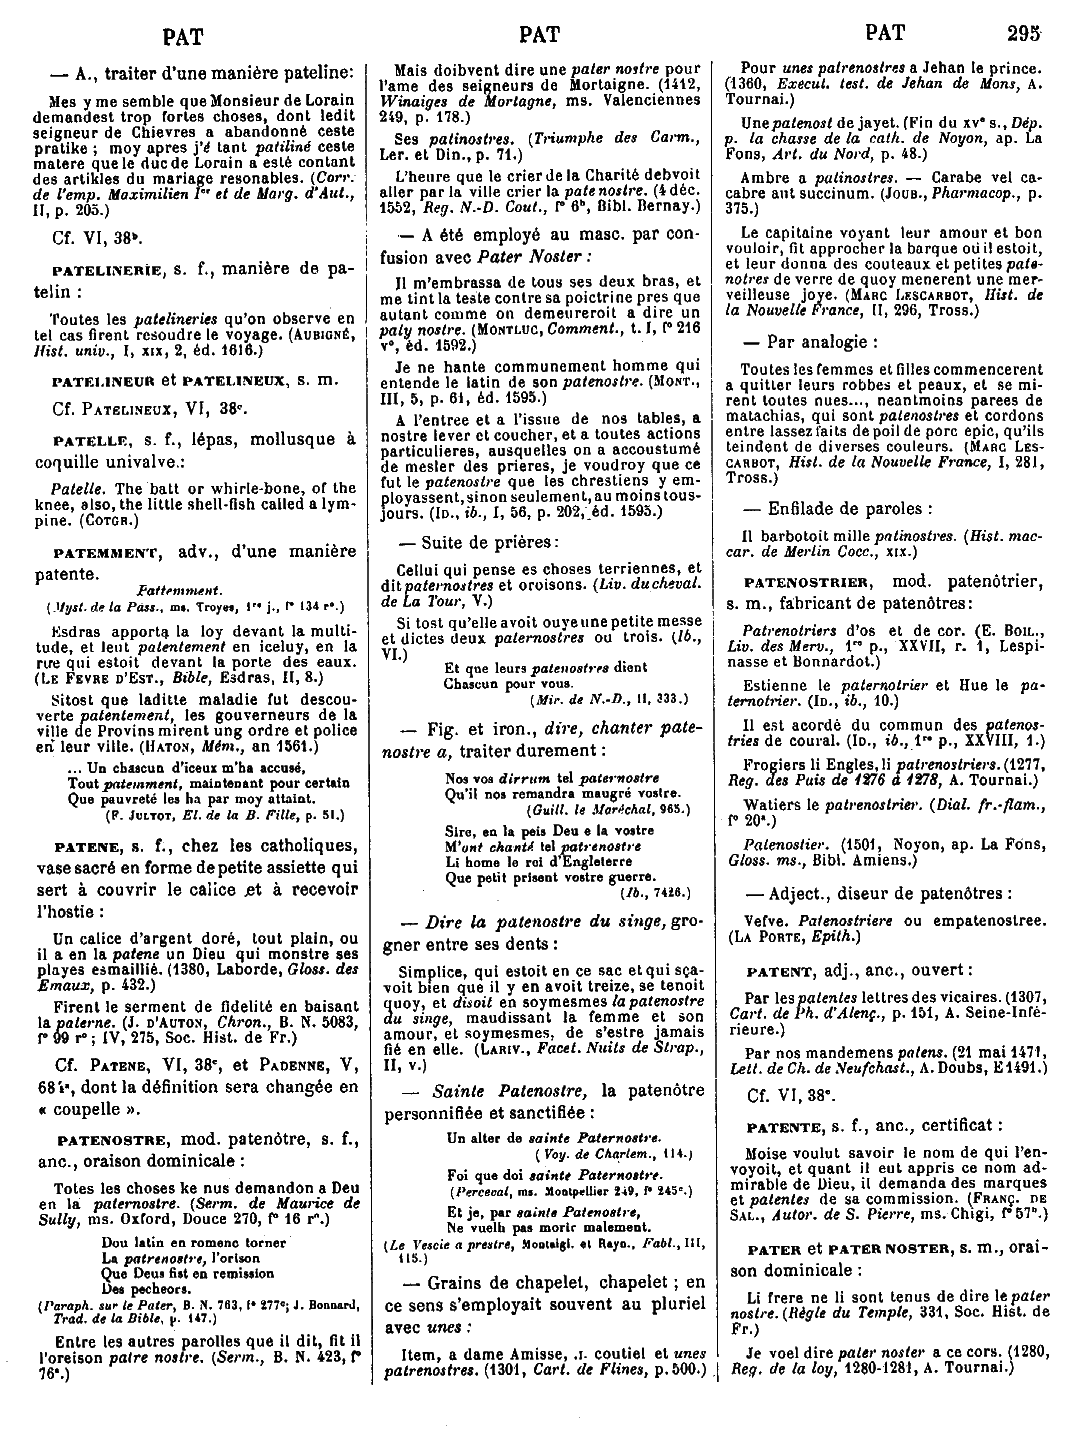 PAT
— A., traiter d'une manière pateline:
Mes y me semble que Monsieur de Lorain
demandest trop fortes choses, dont ledit
seigneur de Chievres a abandonné ceste
pratike ; moy apres j'é tant patiliné ceste
matere que le duc de Lorain a esté contant
des artikles du mariage resonables. (Corr.
de l'emp. Maximilien Ier et de Marg. d'Aut.,
II, p. 205.)
Cf. VI, 38b.
PATELINERIE, s. f., manière de pa-
telin :
Toutes les patelineries qu'on observe en
tel cas firent resoudre le voyage. (AUBIGNÉ,
Hist. univ., I, XIX, 2, éd. 1616.)
PATELINEUR et PATELINEUX, s. m.
Cf. PATELINEUX, VI, 38c.
PATELLE, s. f., lépas, mollusque à
coquille univalve.:
Patelle. The batt or whirle-bone, of the
knee, also, the little shell-fish called a lym-
pine. (COTGR.)
PATEMMENT, adv., d'une manière
patente.
Pattemment.
(Myst. de la Pass., ms. Troyes, 1re j., f° 134 r°.)
Esdras apporta la loy devant la multi-
tude, et leut patentement en iceluy, en la
rue qui estoit devant la porte des eaux.
(LE FEVRE D'EST., Bible, Esdras, II, 8.)
Sitost que laditte maladie fut descou-
verte patentement, les gouverneurs de la
ville de Provins mirent ung ordre et police
en leur ville. (HATON, Mém., an 1561.)
... Un chascun d'iceux m'ha accusé,
Tout patemment, maintenant pour certain
Que pauvreté les ha par moy attaint.
(F. JULYOT, El. de la B. Fille, p. 51.)
PATENE, s. f., chez les catholiques,
vase sacré en forme de petite assiette qui
sert à couvrir le calice et à recevoir
l'hostie :
Un calice d'argent doré, tout plain, ou
il a en la patene un Dieu qui monstre ses
playes esmaillié. (1380, Laborde, Gloss. des
Emaux, p. 432.)
Firent le serment de fidelité en baisant
la paterne. (J. D'AUTON, Chron., B. N. 5083,
f° 99 r° ; IV, 275, Soc. Hist. de Fr.)
Cf. PATENE, VI, 38c, et PADENNE, V,
684a, dont la définition sera changée en
« coupelle ».
PATENOSTRE, mod. patenôtre, s. f.,
anc., oraison dominicale :
Totes les choses ke nus demandon a Deu
en la paternostre. (Serm. de Maurice de
Sully, ms. Oxford, Douce 270, f° 16 r°.)
Dou latin en romenc torner
La patrenostre, l'orison
Que Deus fist en remission
Des pecheors.
(Paraph. sur le Pater, B. N. 763, f° 277c; J. Bonnard,
Trad. de la Bible, p. 147.)
Entre les autres parolles que il dit, fit il
l'oreison patre nostre. (Serm., B. N. 423, f°
76a.)
PAT
Mais doibvent dire une pater nostre pour
l'ame des seigneurs de Mortaigne. (1412,
Winaiges de Mortagne, ms. Valenciennes
249, p. 178.)
Ses patinostres. (Triumphe des Carm.,
Ler. et Din., p. 71.)
L'heure que le crier de la Charité debvoit
aller par la ville crier la patenostre. (4 déc.
1552, Reg. N.-D. Cout., f° 6b, Bibl. Bernay.)
— A été employé au masc. par con-
fusion avec Pater Noster :
Il m'embrassa de tous ses deux bras, et
me tint la teste contre sa poictrine pres que
autant comme on demeureroit a dire un
paty nostre. (MONTLUC, Comment., t. I, f° 216
v°, éd. 1592.)
Je ne hante communement homme qui
entende le latin de son patenostre. (MONT.,
III, 5, p. 61, éd. 1595.)
A l'entree et a l'issue de nos tables, a
nostre lever et coucher, et a toutes actions
particulieres, ausquelles on a accoustumé
de mesler des prieres, je voudroy que ce
fut le patenostre que les chrestiens y em-
ployassent, sinon seulement, au moins tous-
jours. (ID., ib., I, 56, p. 202, éd. 1595.)
— Suite de prières:
Cellui qui pense es choses terriennes, et
dit paternostres et oroisons. (Liv. du cheval.
de La Tour, V.)
Si tost qu'elle avoit ouye une petite messe
et dictes deux paternostres ou trois. (Ib.,
VI.)
Et que leurs patenostres dient
Chascun pour vous.
(Mir. de N.-D., II, 333.)
— Fig. et iron., dire, chanter pate-
nostre a, traiter durement :
Nos vos dirrum tel paternostre
Qu'il nos remandra maugré vostre.
(Guill. le Maréchal, 965.)
Sire, en la peis Deu e la vostre
M'unt chanté tel patrenostre
Li home le roi d'Engleterre
Que petit prisent vostre guerre.
(Ib., 7426.)
— Dire la patenostre du singe, gro-
gner entre ses dents :
Simplice, qui estoit en ce sac et qui sça-
voit bien que il y en avoit treize, se tenoit
quoy, et disoit en soymesmes la patenostre
du singe, maudissant la femme et son
amour, et soymesmes, de s'estre jamais
fié en elle. (LARIV., Facet. Nuits de Strap.,
II, v.)
— Sainte Patenostre, la patenôtre
personnifiée et sanctifiée :
Un alter de sainte Paternostre.
( Voy. de Charlem., 114.)
Foi que doi sainte Paternostre.
(Perceval, ms. Montpellier 249, f° 245c.)
Et je, par sainte Patenostre,
Ne vuelh pas morir malement.
(Le Vescie a prestre, Montaigl. et Rayn., Fabl., III,
115.)
— Grains de chapelet, chapelet ; en
ce sens s'employait souvent au pluriel
avec unes :
Item, a dame Amisse, .I. coutiel et unes
patrenostres. (1301, Cart. de Flines, p. 500.)
PAT 295
Pour unes patrenostres a Jehan le prince.
(1360, Execut. test. de Jehan de Mons, A.
Tournai.)
Une patenost de jayet. (Fin du XVe s., Dép.
p. la chasse de la cath. de Noyon, ap. La
Fons, Art. du Nord, p. 48.)
Ambre a patinostres. — Carabe vel ca-
cabre aut succinum. (JOUB., Pharmacop., p.
375.)
Le capitaine voyant leur amour et bon
vouloir, fit approcher la barque où il estoit,
et leur donna des couteaux et petites pate-
notres de verre de quoy menerent une mer-
veilleuse joye. (MARC LESCARBOT, Hist. de
la Nouvelle France, II, 296, Tross.)
— Par analogie :
Toutes les femmes et filles commencerent
a quitter leurs robbes et peaux, et se mi-
rent toutes nues..., neantmoins parees de
matachias, qui sont patenostres et cordons
entre lassez faits de poil de porc epic, qu'ils
teindent de diverses couleurs. (MARC LES-
CARBOT, Hist. de la Nouvelle France, I, 281,
Tross.)
— Enfilade de paroles :
Il barbotoit mille patinostres. (Hist. mac-
car. de Merlin Cocc., XIX.)
PATENOSTRIER, mod. patenôtrier,
s. m., fabricant de patenôtres:
Patrenotriers d'os et de cor. (E. BOIL.,
Liv. des Merv., 1re p., XXVII, r. 1, Lespi-
nasse et Bonnardot.)
Estienne le paternotrier et Hue le pa-
ternotrier. (ID., ib., 10.)
Il est acordé du commun des patenos-
tries de coural. (ID., ib., 1re p., XXVIII, 1.)
Frogiers li Engles, li patrenostriers. (1277,
Reg. des Puis de 1276 à 1278, A. Tournai.)
Watiers le patrenostrier. (Dial. fr.-flam.,
f° 20a.)
Patenostier. (1501, Noyon, ap. La Fons,
Gloss. ms., Bibl. Amiens.)
— Adject., diseur de patenôtres :
Vefve. Patenostriere ou empatenostree.
(LA PORTE, Epith.)
PATENT, adj., anc., ouvert :
Par les patentes lettres des vicaires. (1307,
Cart. de Ph. d'Alenç., p. 151, A. Seine-Infé-
rieure.)
Par nos mandemens patens. (21 mai 1471,
Lett. de Ch. de Neufchast., A. Doubs, E 1491.)
Cf. VI, 38c.
PATENTE, s. f., anc., certificat :
Moise voulut savoir le nom de qui l'en-
voyoit, et quant il eut appris ce nom ad-
mirable de Dieu, il demanda des marques
et patentes de sa commission. (FRANÇ. DE
SAL., Autor. de S. Pierre, ms. Chigi, f° 57b.)
PATER et PATER NOSTER, s. m., orai-
son dominicale :
Li frere ne li sont tenus de dire le pater
nostre. (Règle du Temple, 331, Soc. Hist. de
Fr.)
Je voel dire pater noster a ce cors. (1280,
Reg. de la loy, 1280-1281, A. Tournai.)